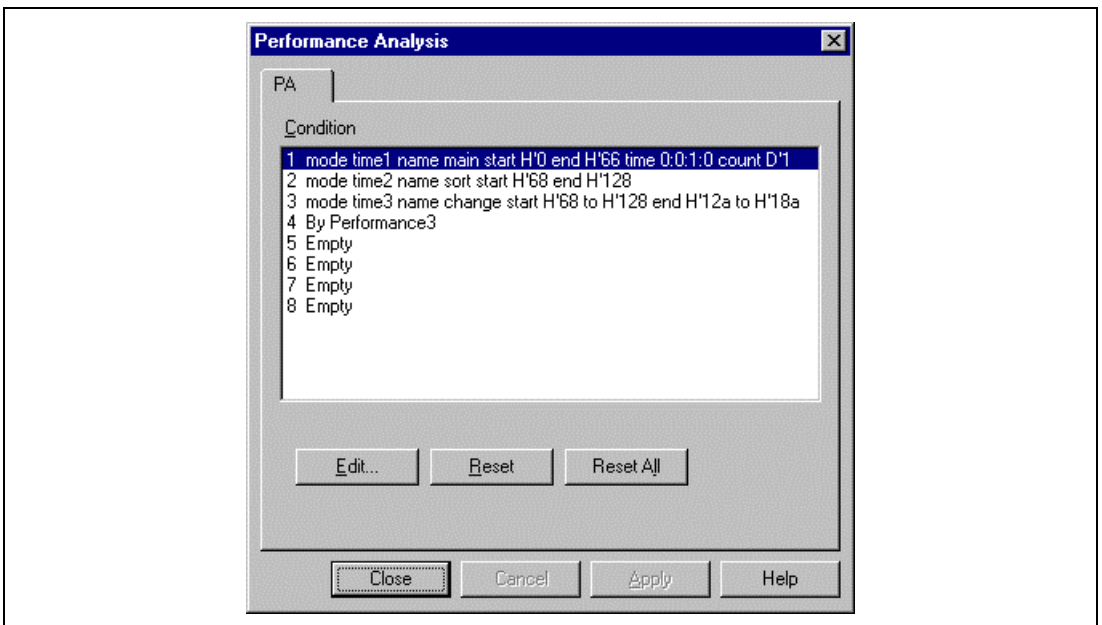 Performance Analysis
PA
Condition
1 mode time1 name main start H'0 end H'66 time 0:0:1:0 count D'1
2 mode time2 name sort start H'68 end H'128
3 mode time3 name change start H'68 to H'128 end H'12a to H'18a
4 By Performance3
5 Empty
6 Empty
7 Empty
8 Empty
Edit... Reset Reset All
Close Cancel Apply Help